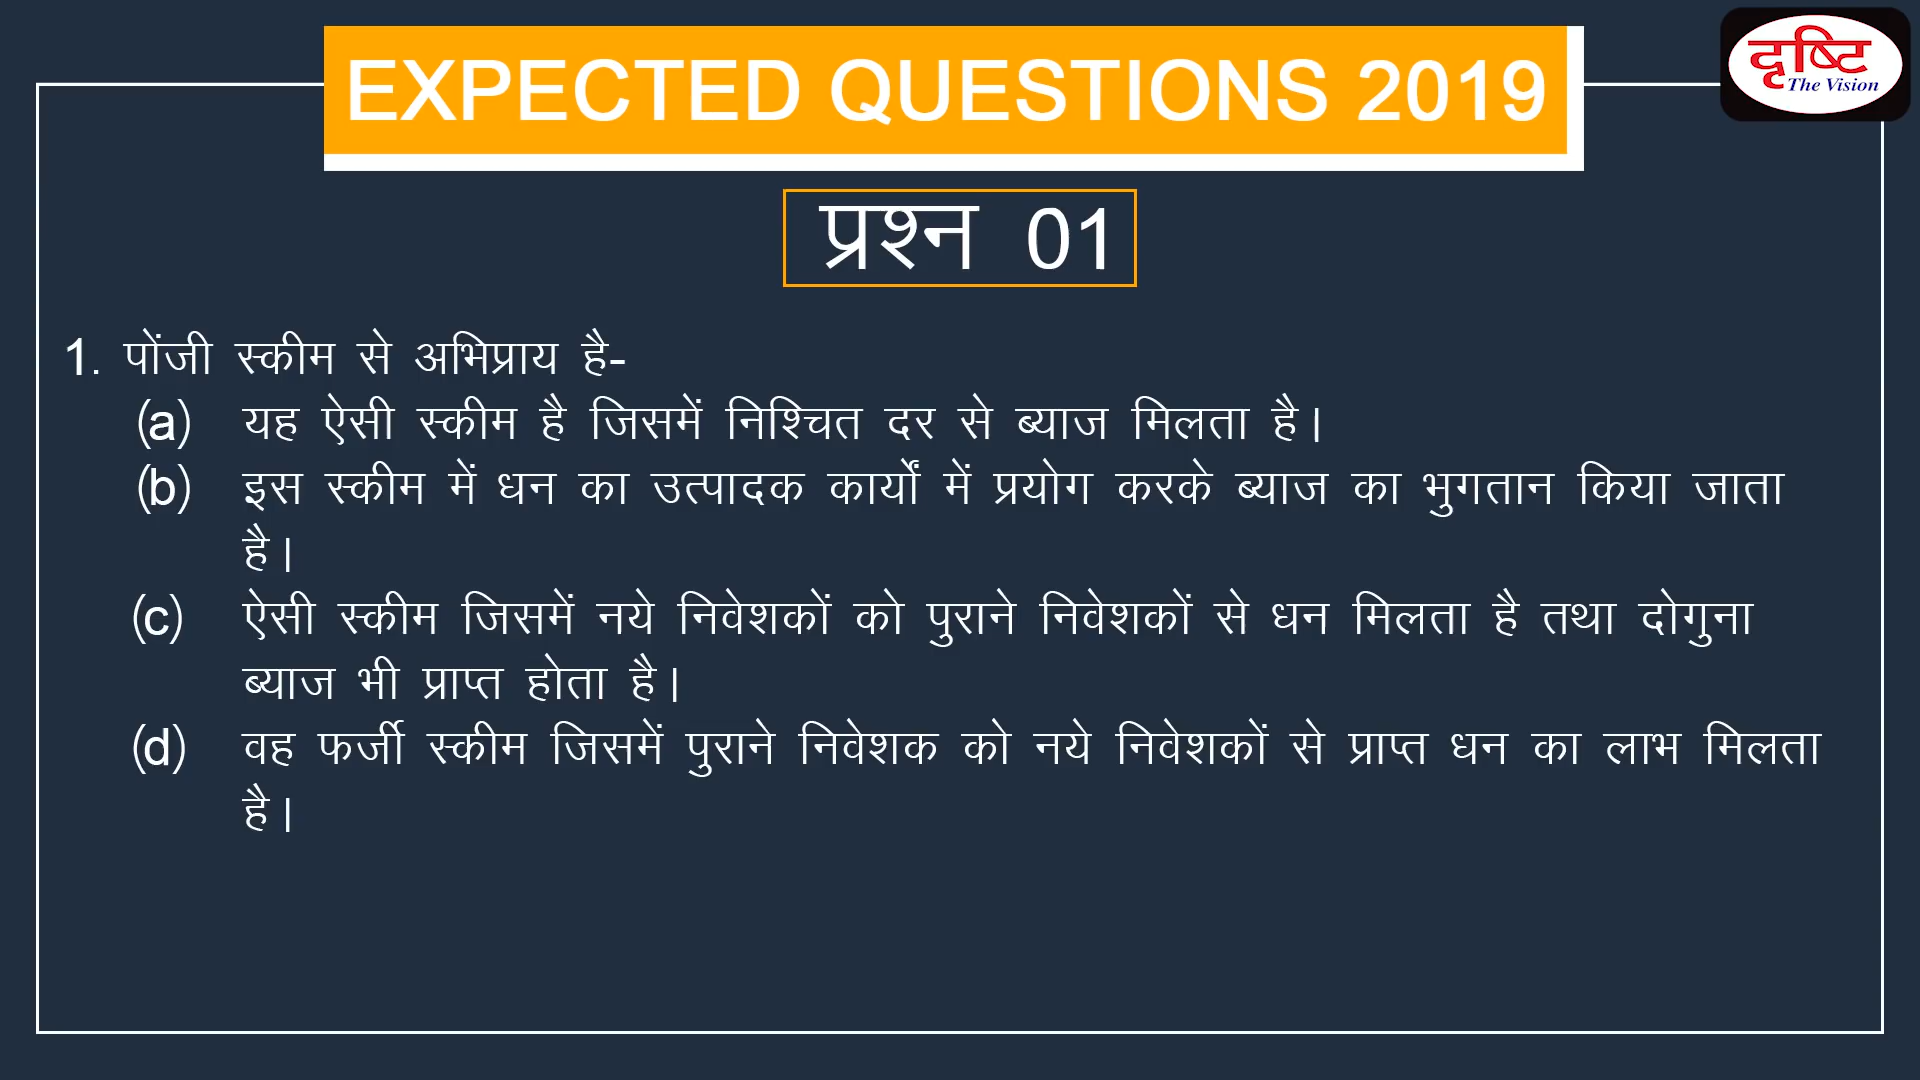 EXPECTED QUESTIONS 2019
दृष्टि
The Vision
प्रश्न 01
1. पोंजी स्कीम से अभिप्राय है-
(a) यह ऐसी स्कीम है जिसमें निश्चित दर से ब्याज मिलता है।
(b) इस स्कीम में धन का उत्पादक कार्यों में प्रयोग करके ब्याज का भुगतान किया जाता
है।
(c) ऐसी स्कीम जिसमें नये निवेशकों को पुराने निवेशकों से धन मिलता है तथा दोगुना
ब्याज भी प्राप्त होता है।
(d) वह फर्जी स्कीम जिसमें पुराने निवेशक को नये निवेशकों से प्राप्त धन का लाभ मिलता
है।